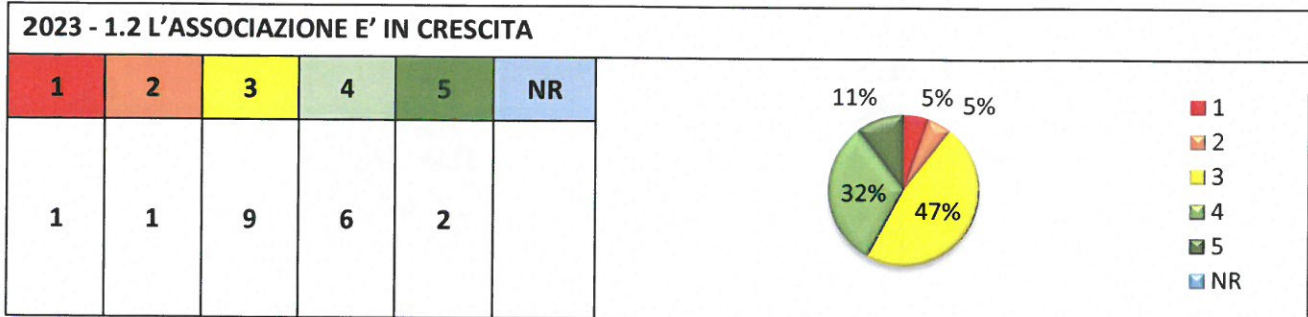 2023 - 1.2 L'ASSOCIAZIONE E' IN CRESCITA
1 2 3 4 5 NR
1 1 9 6 2
11% 5% 5%
32% 47%
1
2
3
4
5
NR